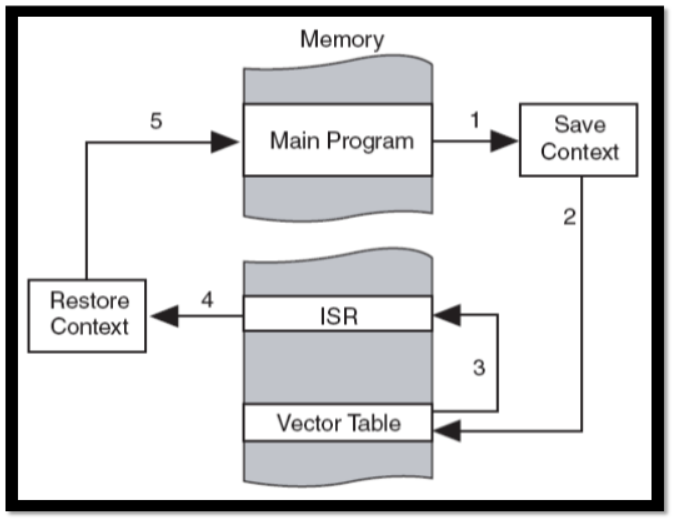 Memory
5
Main Program
1
Save
Context
2
Restore
Context
4
ISR
3
Vector Table